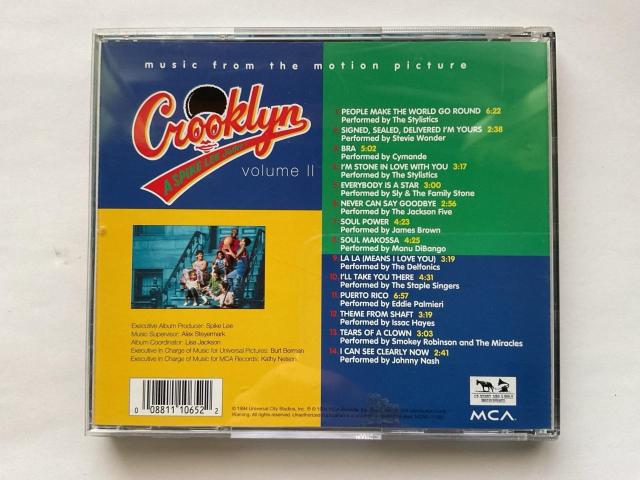 music from the motion picture
Crooklyn
A SPIKE LEE JOINT
volume II
1. PEOPLE MAKE THE WORLD GO ROUND 6:22
Performed by The Stylistics
2. SIGNED, SEALED, DELIVERED I'M YOURS 2:38
Performed by Stevie Wonder
3. BRA 5:02
Performed by Cymande
4. I'M STONE IN LOVE WITH YOU 3:17
Performed by The Stylistics
5. EVERYBODY IS A STAR 3:00
Performed by Sly & The Family Stone
6. NEVER CAN SAY GOODBYE 2:56
Performed by The Jackson Five
7. SOUL POWER 4:23
Performed by James Brown
8. SOUL MAKOSSA 4:25
Performed by Manu DiBango
9. LA LA (MEANS I LOVE YOU) 3:19
Performed by The Delfonics
10. I'LL TAKE YOU THERE 4:31
Performed by The Staple Singers
11. PUERTO RICO 6:57
Performed by Eddie Palmieri
12. THEME FROM SHAFT 3:19
Performed by Issac Hayes
13. TEARS OF A CLOWN 3:03
Performed by Smokey Robinson and The Miracles
14. I CAN SEE CLEARLY NOW 2:41
Performed by Johnny Nash
Executive Album Producer: Spike Lee
Music Supervisor: Alex Steyermark
Album Coordinator: Lisa Jackson
Executive In Charge of Music for Universal Pictures: Burt Berman
Executive In Charge of Music for MCA Records: Kathy Nelson
0 08811 10652 2
© 1994 Universal City Studios, Inc.
Warning. All rights reserved. Unauthorized
MCA